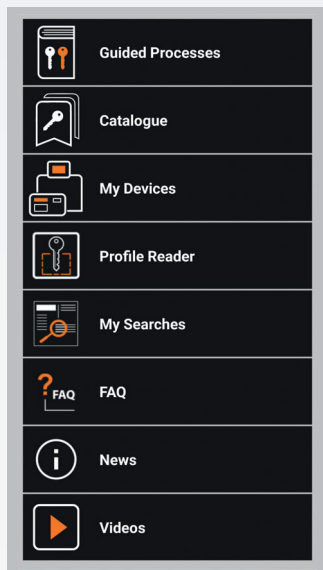 Guided Processes
Catalogue
My Devices
Profile Reader
My Searches
FAQ
FAQ
News
Videos